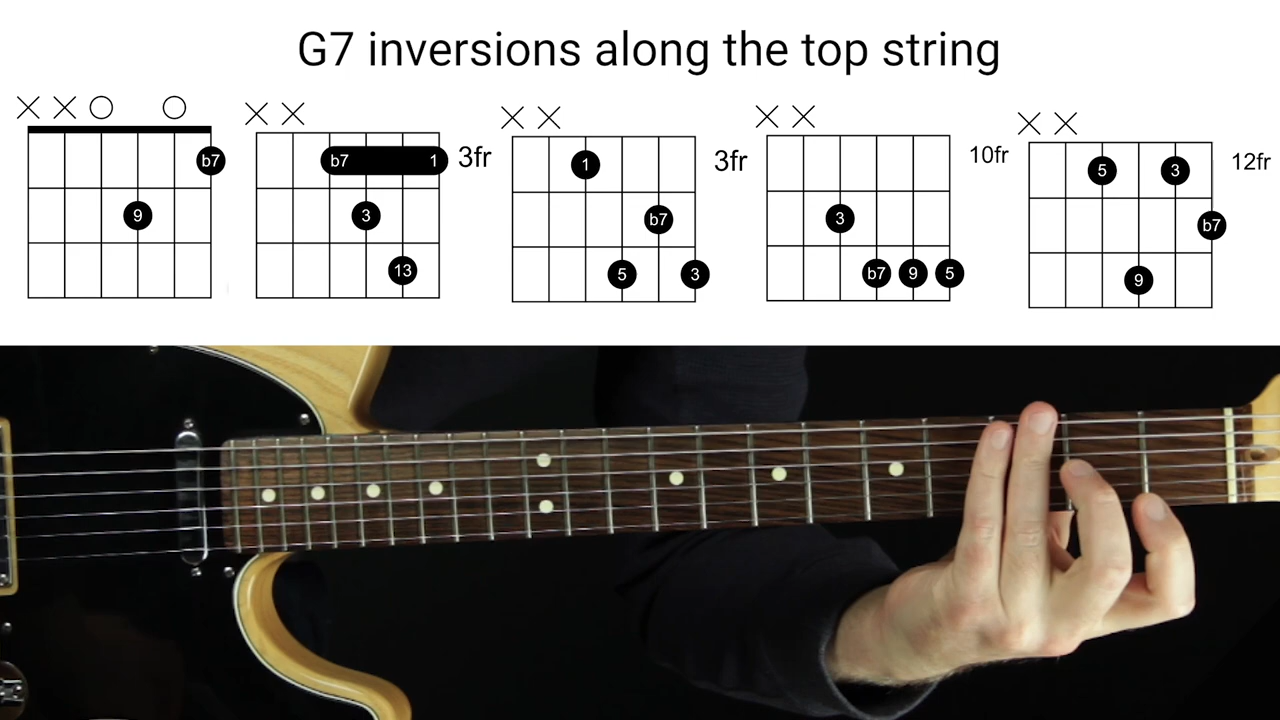 G7 inversions along the top string
X X O O
X X
X X
X X
X X
3fr
3fr
10fr
12fr
b7
9
b7 1
3
13
1
b7
5 3
3
b7 9 5
5 3
b7
9